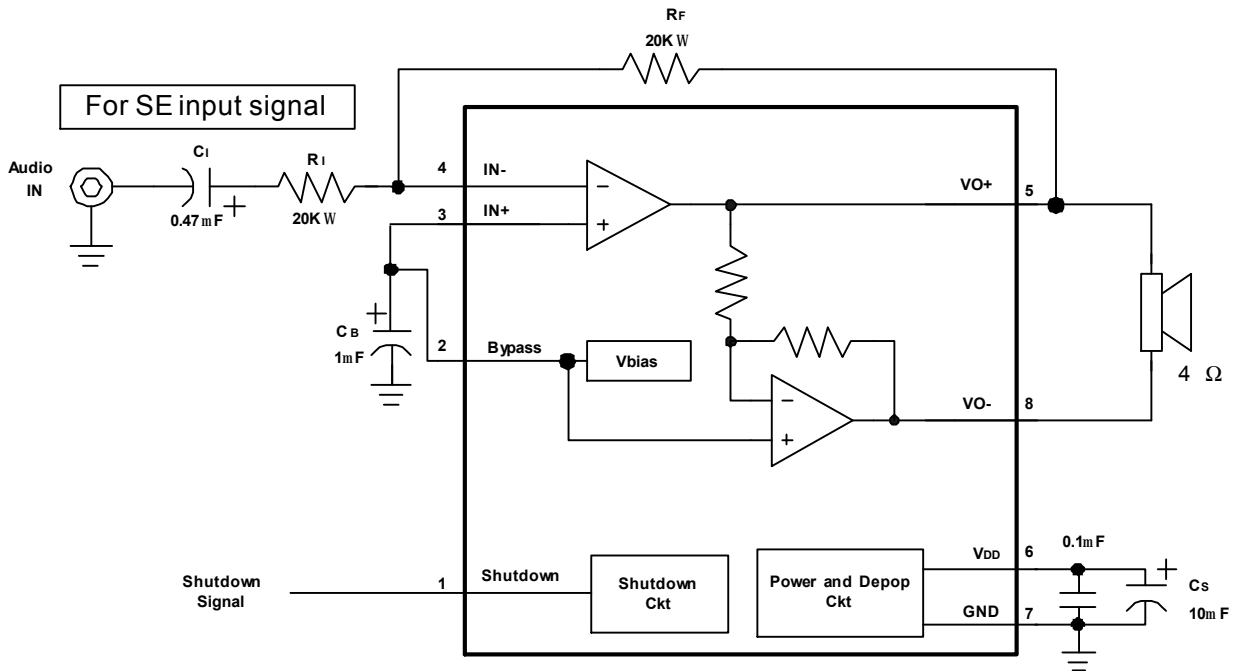 RF
20K W
For SE input signal
Audio
IN
CI
0.47mF
RI
20K W
4
IN-
3
IN+
VO+
5
CB
1mF
2
Bypass
Vbias
4 Ω
VO-
8
Shutdown
Signal
1
Shutdown
Shutdown
Ckt
Power and Depop
Ckt
VDD
6
GND
7
0.1mF
CS
10mF